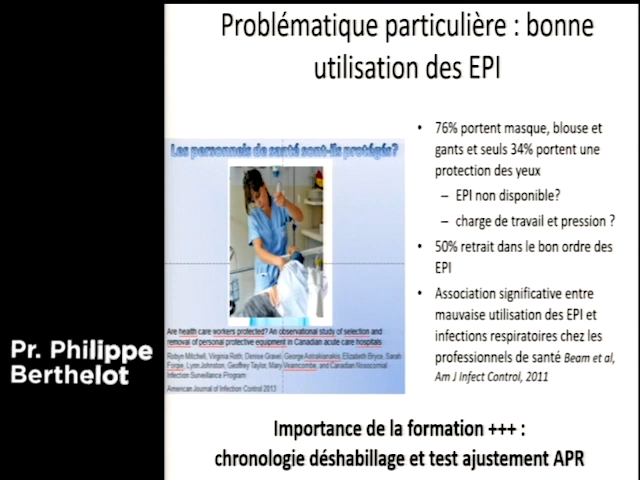 Problématique particulière : bonne
utilisation des EPI
Les personnels de santé sont-ils protégés?
Are health care workers protected? An observational study of selection and
removal of personal protective equipment in Canadian acute care hospitals
Robyn Mitchell, Virginia Roth, Denise Gravel, George Astrakianakis, Elizabeth Bryce, Sarah
Forgie, Lynn Johnston, Geoffrey Taylor, Mary Vearncombe, and Canadian Nosocomial
Infection Surveillance Program
American Journal of Infection Control 2013
• 76% portent masque, blouse et
gants et seuls 34% portent une
protection des yeux
– EPI non disponible?
– charge de travail et pression ?
• 50% retrait dans le bon ordre des
EPI
• Association significative entre
mauvaise utilisation des EPI et
infections respiratoires chez les
professionnels de santé Beam et al,
Am J Infect Control, 2011
Pr. Philippe
Berthelot
Importance de la formation +++ :
chronologie déshabillage et test ajustement APR